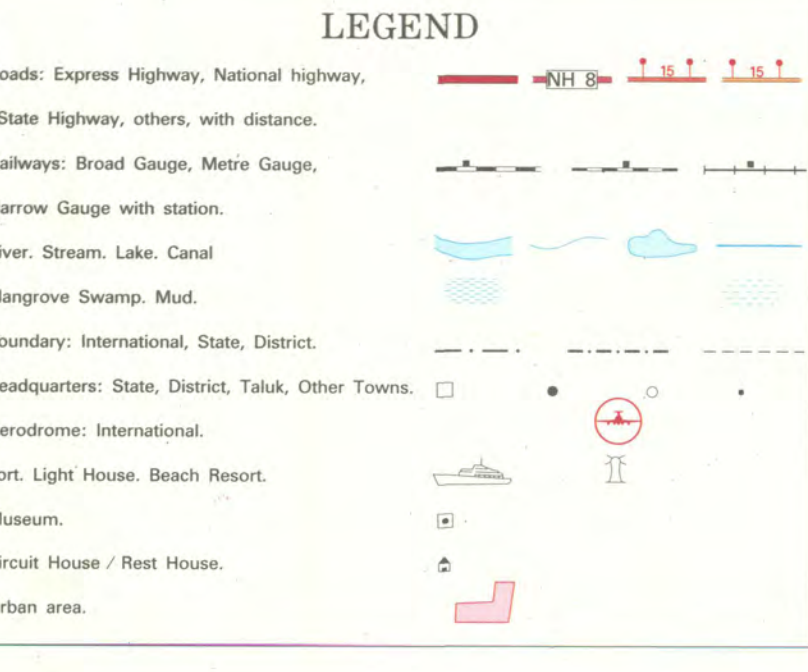 LEGEND
oads: Express Highway, National highway,
NH 8 15 15
State Highway, others, with distance.
ailways: Broad Gauge, Metre Gauge,
arrow Gauge with station.
iver. Stream. Lake. Canal
angrove Swamp. Mud.
oundary: International, State, District.
eadquarters: State, District, Taluk, Other Towns.
erodrome: International.
ort. Light House. Beach Resort.
useum.
ircuit House / Rest House.
rban area.